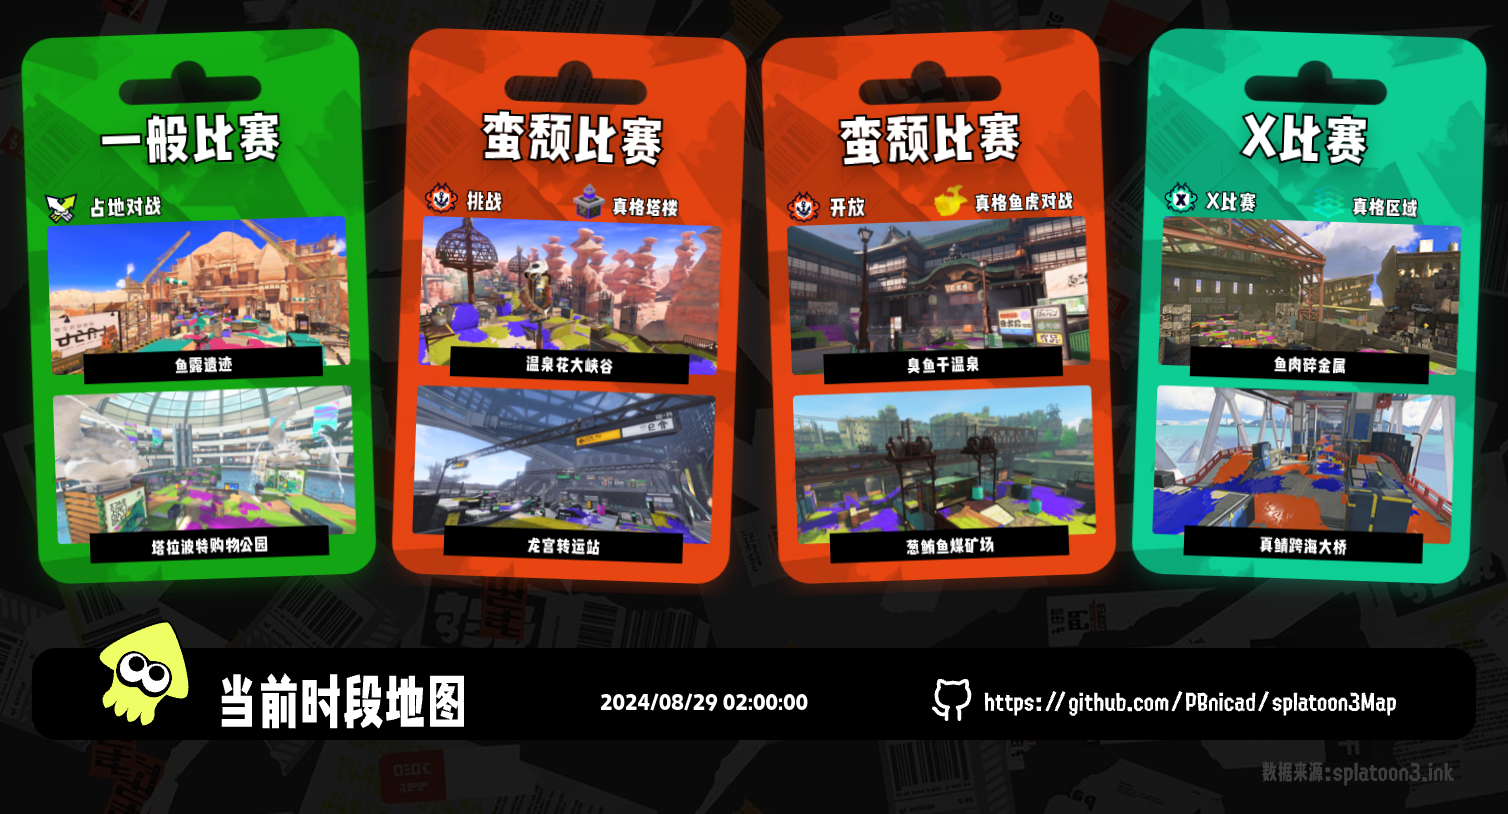 一般比赛
占地对战
鱼露遗迹
塔拉波特购物公园
蛮颓比赛
挑战
真格塔楼
温泉花大峡谷
龙宫转运站
蛮颓比赛
开放
真格鱼虎对战
臭鱼干温泉
葱鲔鱼煤矿场
X比赛
X比赛
真格区域
鱼肉碎金属
真鲭跨海大桥
当前时段地图
2024/08/29 02:00:00
https://github.com/PBnicad/splatoon3Map
数据来源:splatoon3.ink